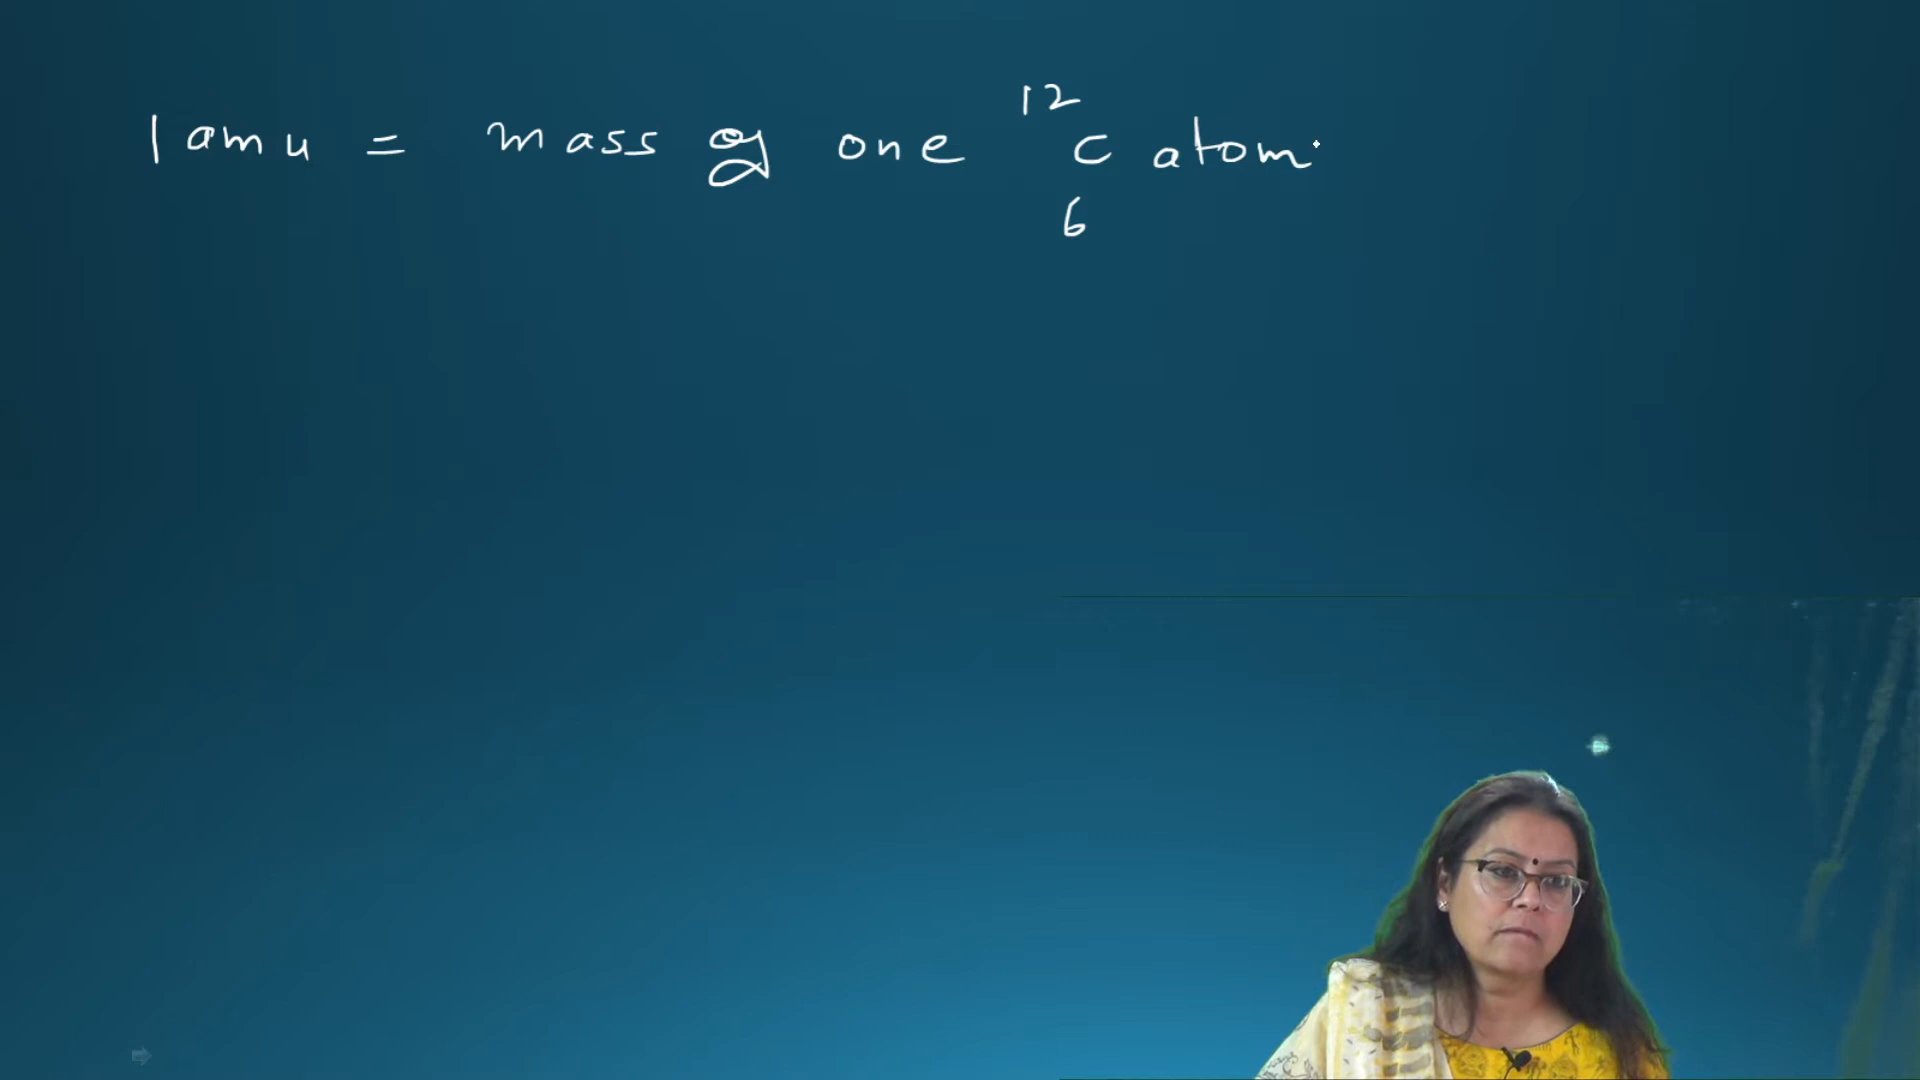 1 amu = mass of one ¹²₆C atom